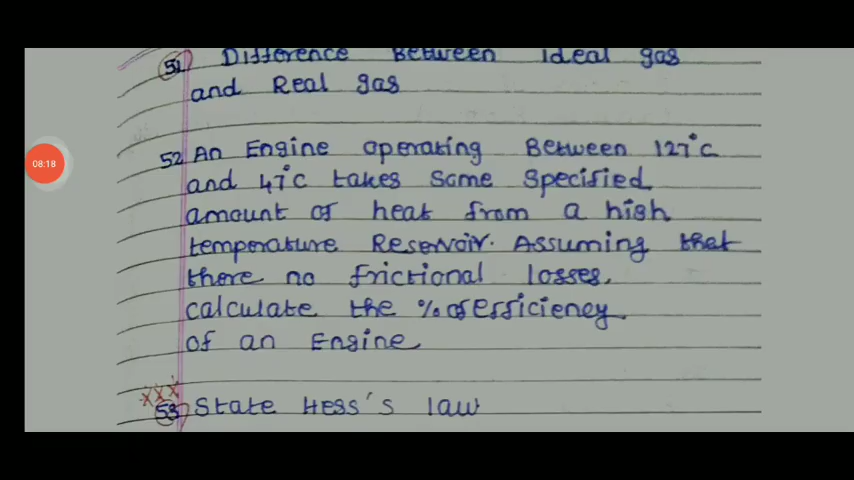 51 Difference Between Ideal gas
and Real gas
52 An Engine operating Between 127°C
and 47°C takes Some Specified
amount of heat from a high
temperature Reservoir. Assuming that
there no frictional losses.
calculate the % of efficiency
of an Engine
08:18
xxx
53 State Hess's law